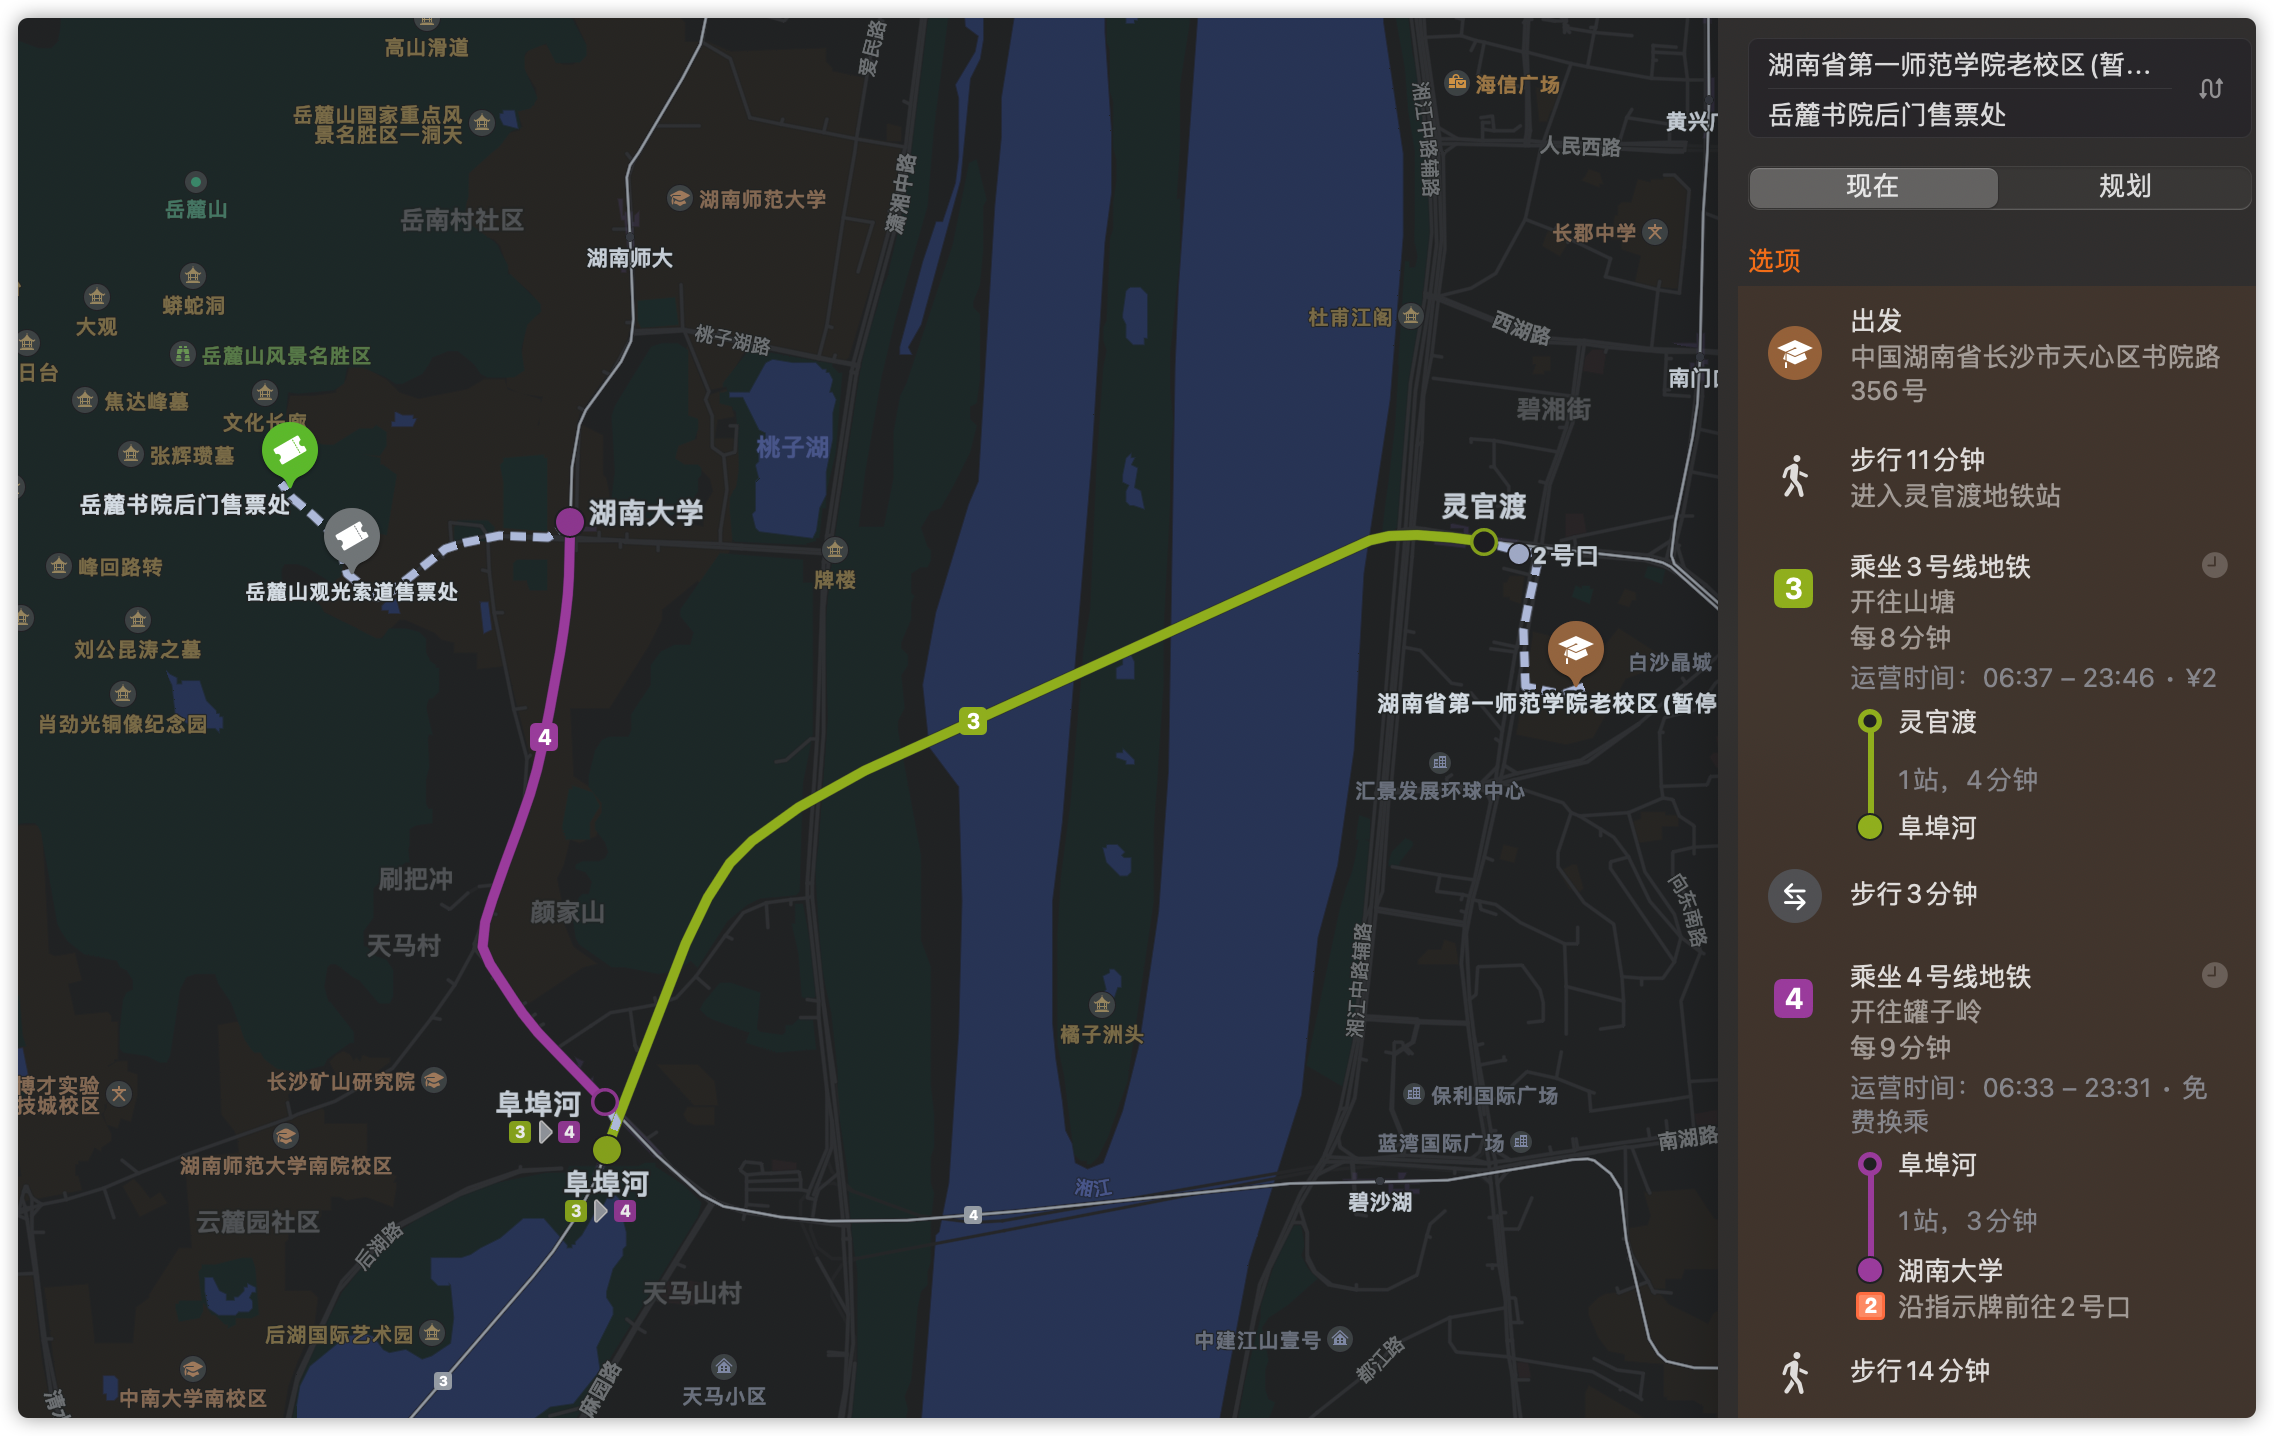 高山滑道
岳麓山国家重点风
景名胜区一洞天
岳麓山
岳南村社区
湖南师范大学
湖南师大
爱民路
潇湘中路
大观
蟒蛇洞
日台
岳麓山风景名胜区
焦达峰墓
文化长廊
张辉瓒墓
岳麓书院后门售票处
桃子湖路
桃子湖
湖南大学
峰回路转
岳麓山观光索道售票处
牌楼
刘公昆涛之墓
肖劲光铜像纪念园
4
3
刷把冲
颜家山
天马村
博才实验
技城校区
长沙矿山研究院
阜埠河
3 4
阜埠河
3 4
湖南师范大学南院校区
云麓园社区
后湖路
天马山村
后湖国际艺术园
中南大学南校区
3
麻园路
天马小区
4
湘江
橘子洲头
海信广场
湘江中路辅路
人民西路
黄兴广
长郡中学
杜甫江阁
西湖路
南门口
碧湘街
灵官渡
2号口
白沙晶城
湖南省第一师范学院老校区(暂停
汇景发展环球中心
向东南路
湘江中路辅路
保利国际广场
蓝湾国际广场
南湖路
碧沙湖
中建江山壹号
都江路
湖南省第一师范学院老校区(暂...
岳麓书院后门售票处
现在
规划
选项
出发
中国湖南省长沙市天心区书院路
356号
步行11分钟
进入灵官渡地铁站
3
乘坐3号线地铁
开往山塘
每8分钟
运营时间：06:37 – 23:46 · ¥2
灵官渡
1站，4分钟
阜埠河
步行3分钟
4
乘坐4号线地铁
开往罐子岭
每9分钟
运营时间：06:33 – 23:31 · 免
费换乘
阜埠河
1站，3分钟
湖南大学
2 沿指示牌前往2号口
步行14分钟